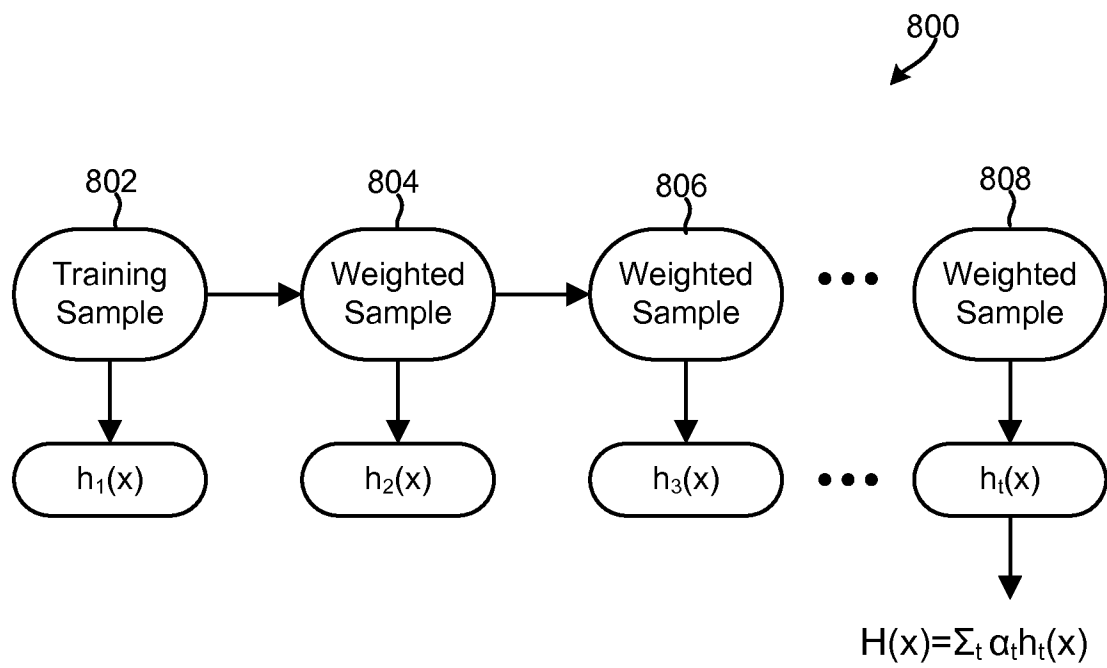 800
802
804
806
808
Training
Sample
Weighted
Sample
Weighted
Sample
Weighted
Sample
h₁(x)
h₂(x)
h₃(x)
hₜ(x)
H(x)=Σₜ αₜhₜ(x)